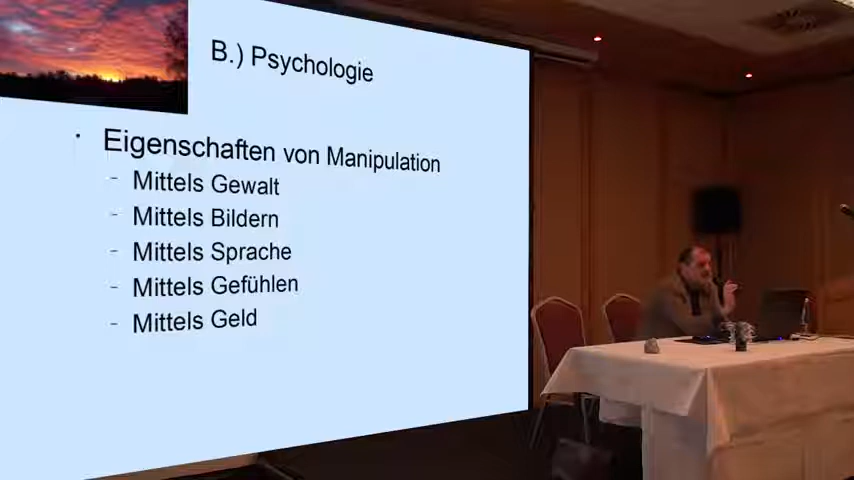 B.) Psychologie
Eigenschaften von Manipulation
- Mittels Gewalt
- Mittels Bildern
- Mittels Sprache
- Mittels Gefühlen
- Mittels Geld